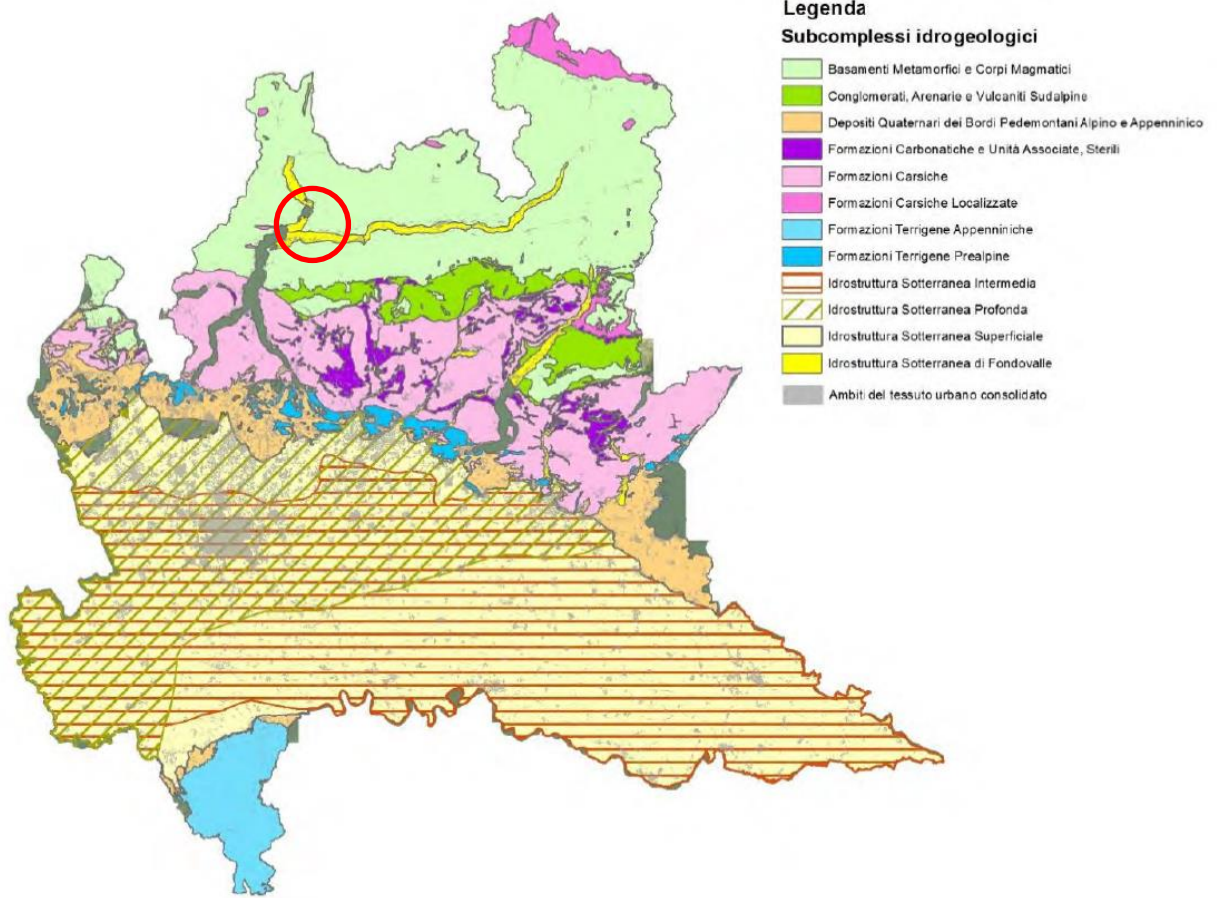 Legenda
Subcomplessi idrogeologici
Basamenti Metamorfici e Corpi Magmatici
Conglomerati, Arenarie e Vulcaniti Sudalpine
Depositi Quaternari dei Bordi Pedemontani Alpino e Appenninico
Formazioni Carbonatiche e Unità Associate, Sterili
Formazioni Carsiche
Formazioni Carsiche Localizzate
Formazioni Terrigene Appenniniche
Formazioni Terrigene Prealpine
Idrostruttura Sotterranea Intermedia
Idrostruttura Sotterranea Profonda
Idrostruttura Sotterranea Superficiale
Idrostruttura Sotterranea di Fondovalle
Ambiti del tessuto urbano consolidato